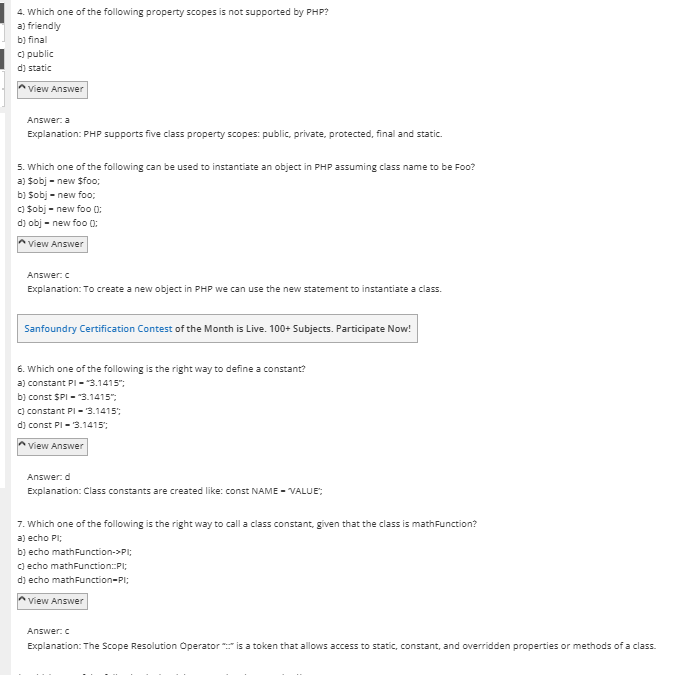 4. Which one of the following property scopes is not supported by PHP?
a) friendly
b) final
c) public
d) static
View Answer
Answer: a
Explanation: PHP supports five class property scopes: public, private, protected, final and static.
5. Which one of the following can be used to instantiate an object in PHP assuming class name to be Foo?
a) $obj = new $foo;
b) $obj = new foo;
c) $obj = new foo ();
d) obj = new foo ();
View Answer
Answer: c
Explanation: To create a new object in PHP we can use the new statement to instantiate a class.
Sanfoundry Certification Contest of the Month is Live. 100+ Subjects. Participate Now!
6. Which one of the following is the right way to define a constant?
a) constant PI = “3.1415”;
b) const $PI = “3.1415”;
c) constant PI = ‘3.1415’;
d) const PI = ‘3.1415’;
View Answer
Answer: d
Explanation: Class constants are created like: const NAME = ‘VALUE’;
7. Which one of the following is the right way to call a class constant, given that the class is mathFunction?
a) echo PI;
b) echo mathFunction->PI;
c) echo mathFunction::PI;
d) echo mathFunction=PI;
View Answer
Answer: c
Explanation: The Scope Resolution Operator “::” is a token that allows access to static, constant, and overridden properties or methods of a class.